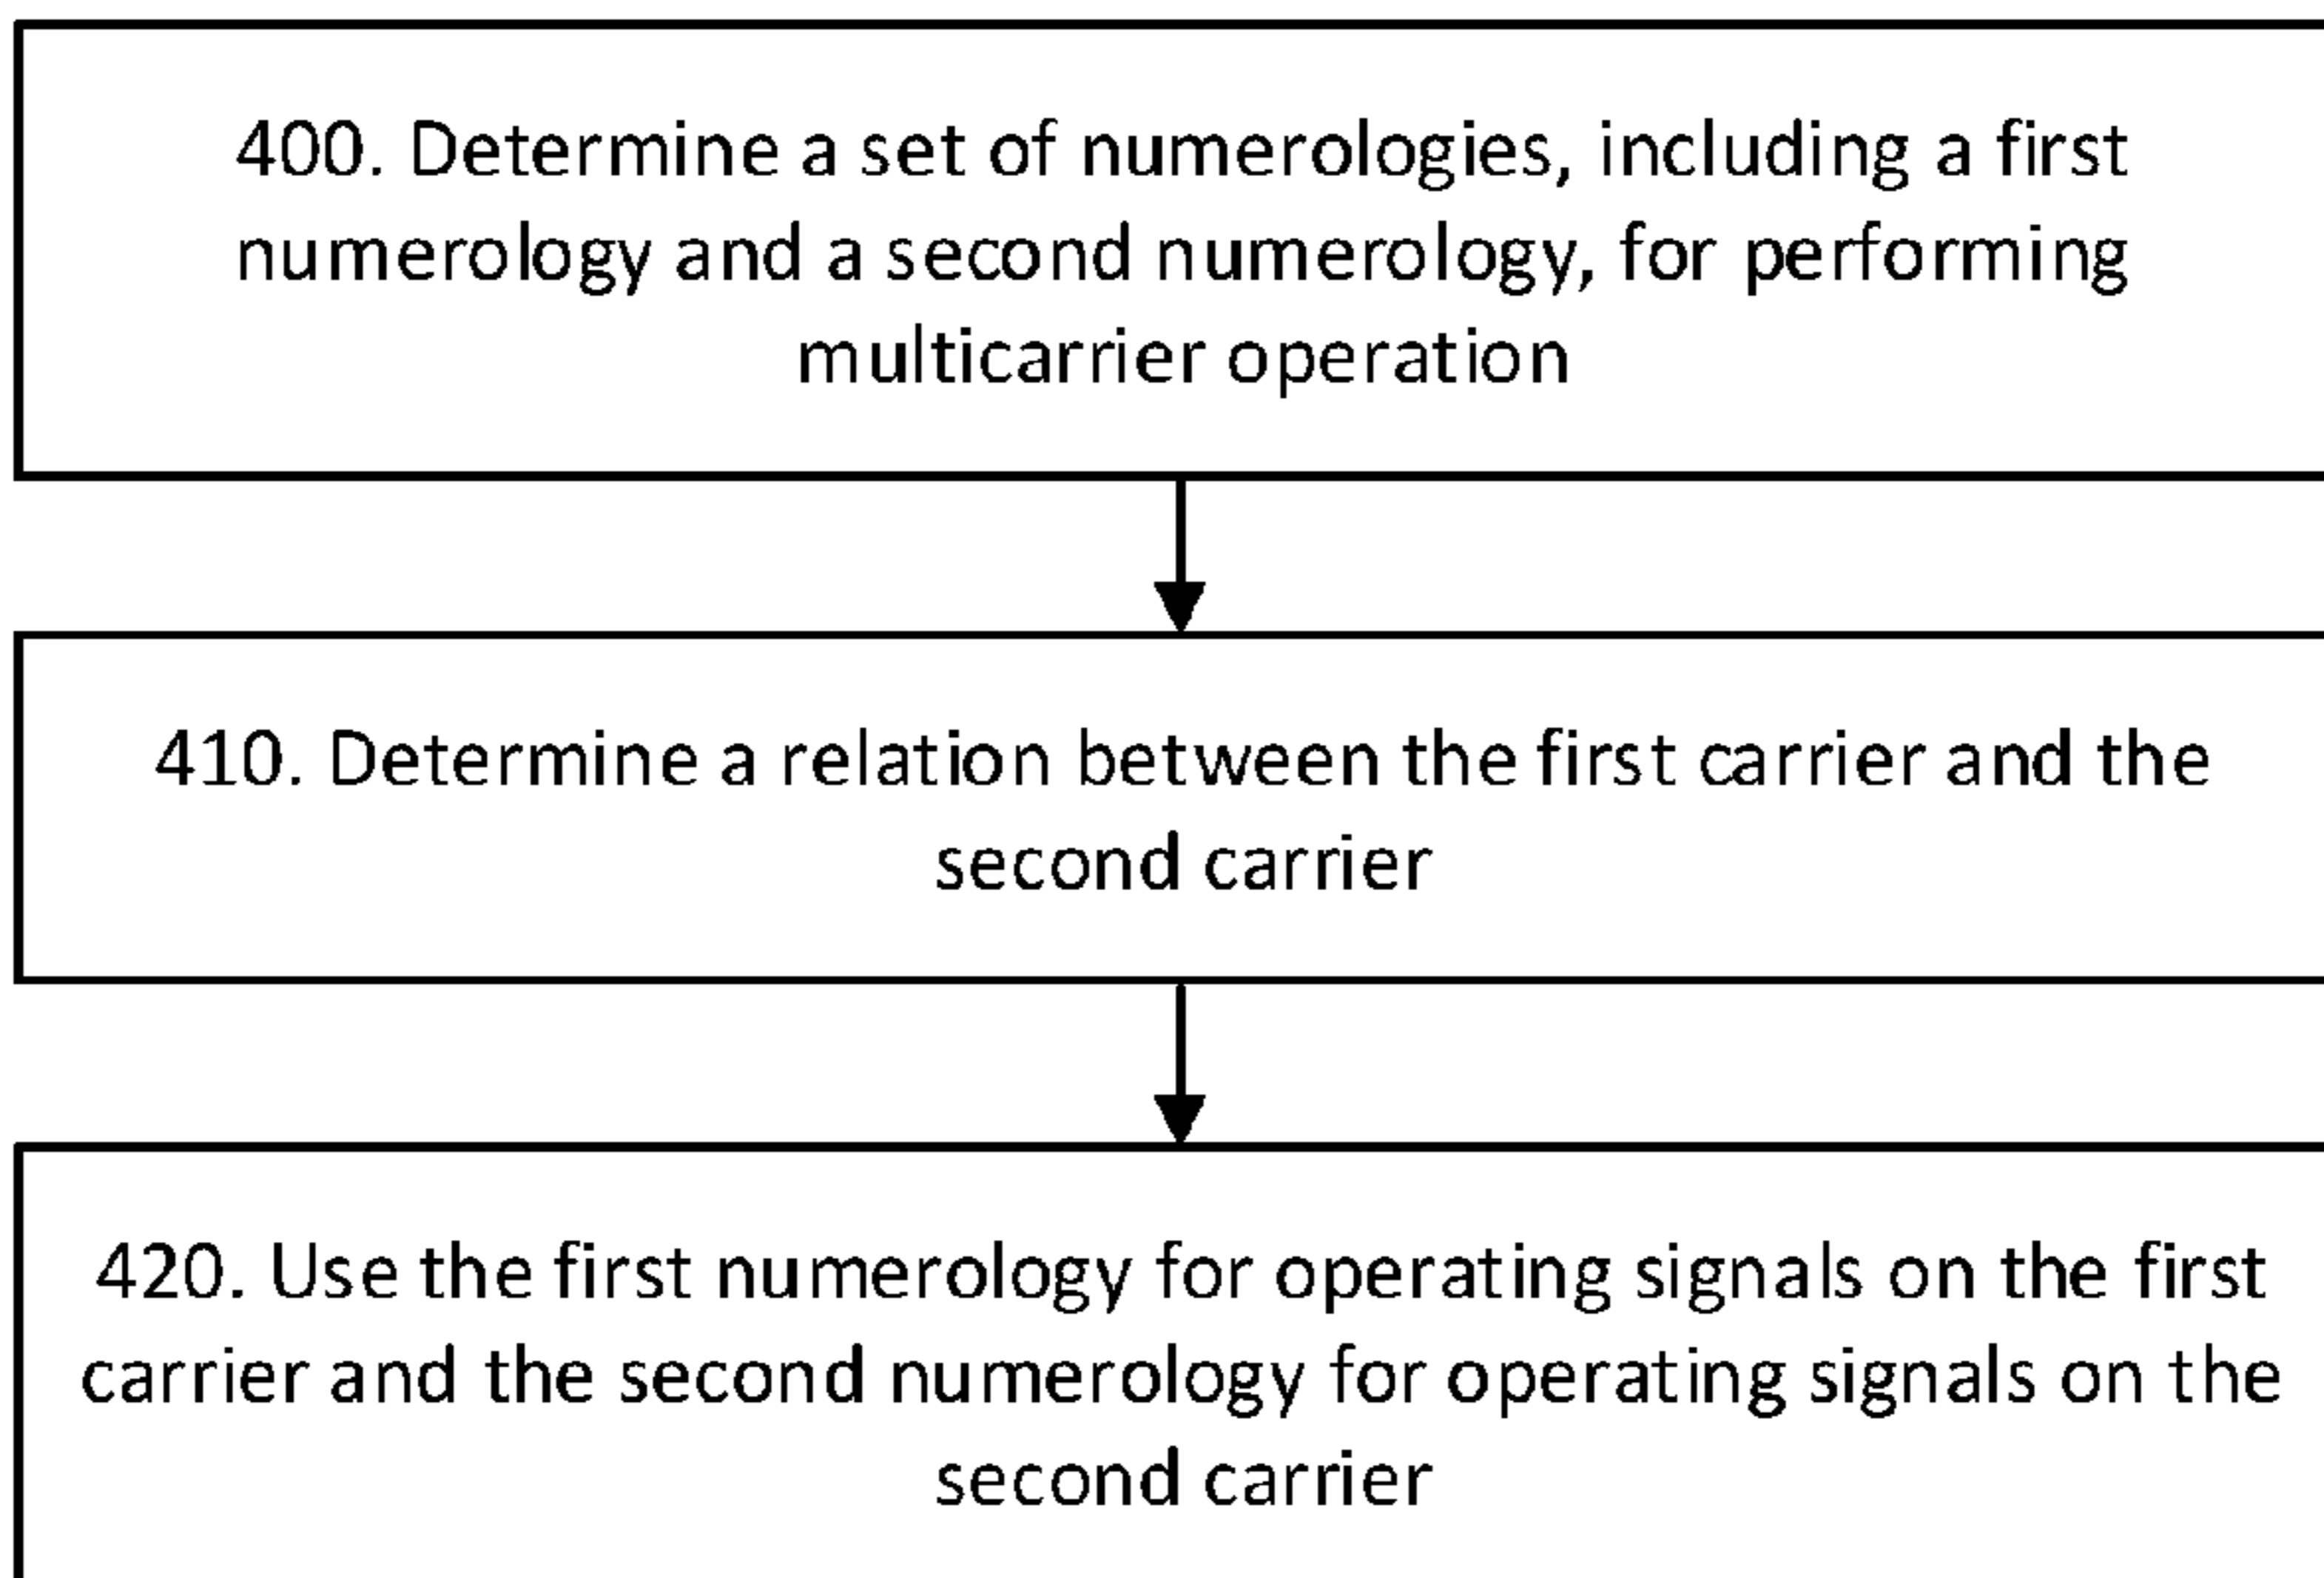 400. Determine a set of numerologies, including a first
numerology and a second numerology, for performing
multicarrier operation
410. Determine a relation between the first carrier and the
second carrier
420. Use the first numerology for operating signals on the first
carrier and the second numerology for operating signals on the
second carrier